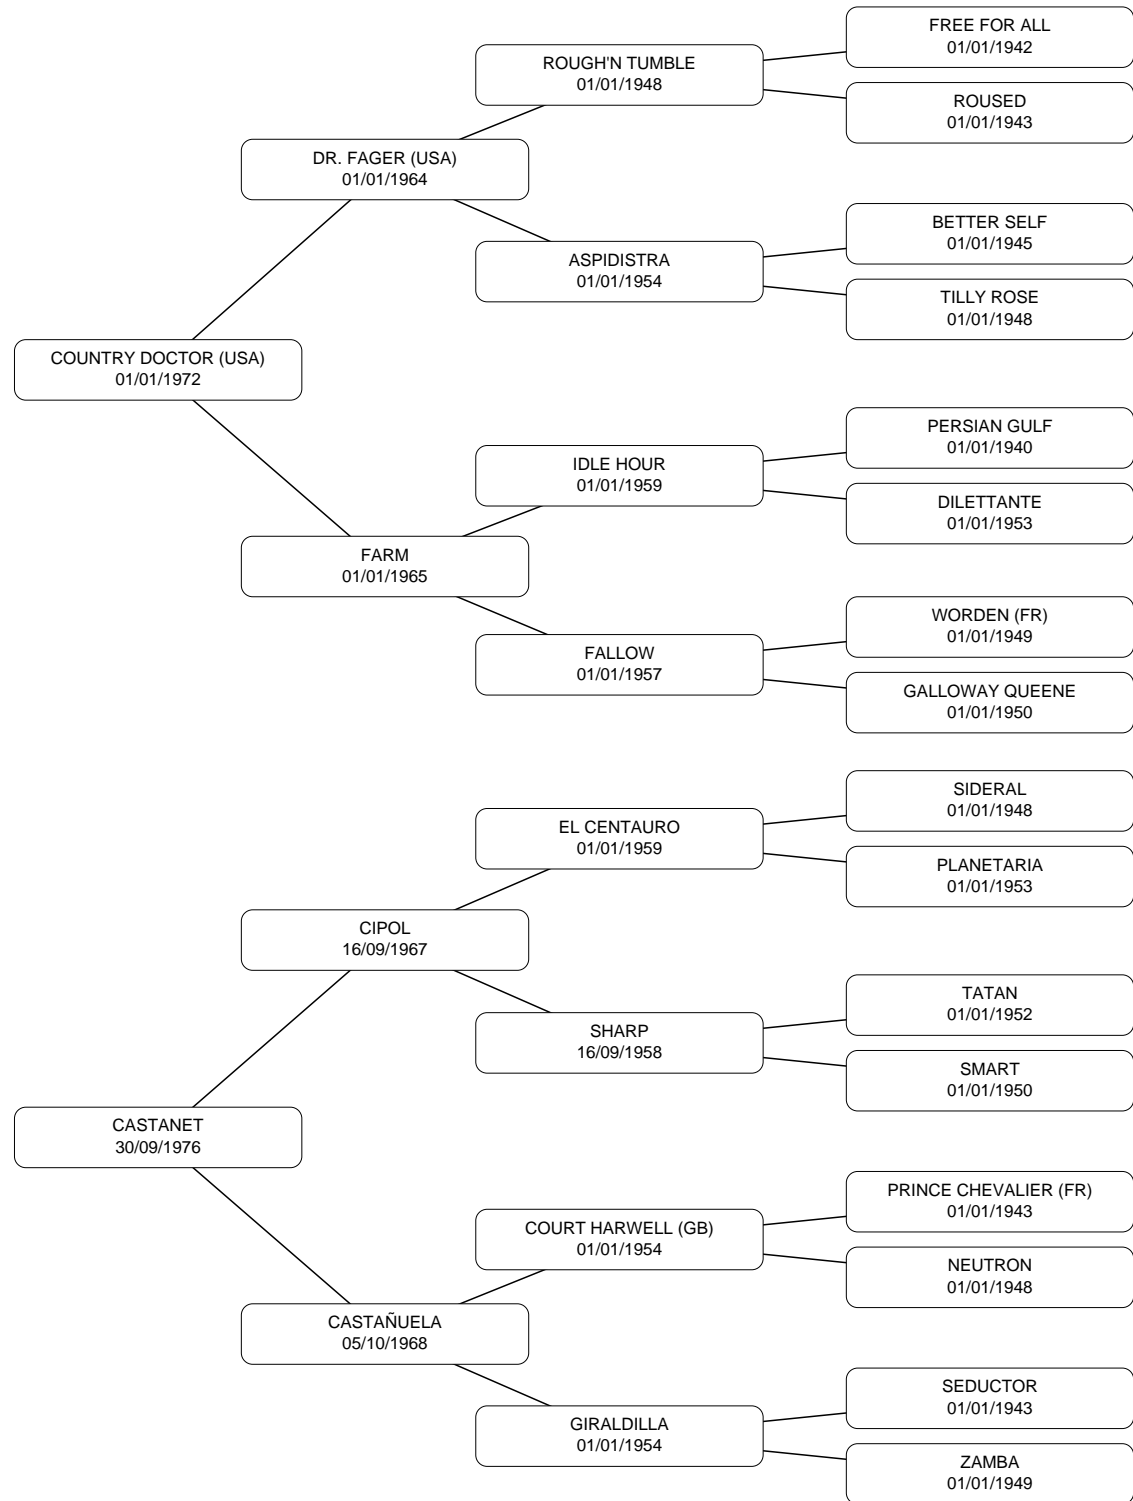 FREE FOR ALL
01/01/1942
ROUGH'N TUMBLE
01/01/1948
ROUSED
01/01/1943
DR. FAGER (USA)
01/01/1964
BETTER SELF
01/01/1945
ASPIDISTRA
01/01/1954
TILLY ROSE
01/01/1948
COUNTRY DOCTOR (USA)
01/01/1972
PERSIAN GULF
01/01/1940
IDLE HOUR
01/01/1959
DILETTANTE
01/01/1953
FARM
01/01/1965
WORDEN (FR)
01/01/1949
FALLOW
01/01/1957
GALLOWAY QUEENE
01/01/1950
SIDERAL
01/01/1948
EL CENTAURO
01/01/1959
PLANETARIA
01/01/1953
CIPOL
16/09/1967
TATAN
01/01/1952
SHARP
16/09/1958
SMART
01/01/1950
CASTANET
30/09/1976
PRINCE CHEVALIER (FR)
01/01/1943
COURT HARWELL (GB)
01/01/1954
NEUTRON
01/01/1948
CASTAÑUELA
05/10/1968
SEDUCTOR
01/01/1943
GIRALDILLA
01/01/1954
ZAMBA
01/01/1949